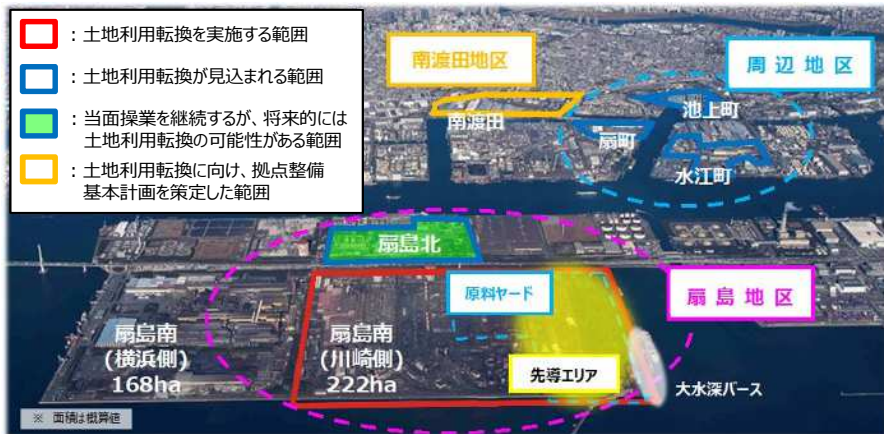 ：土地利用転換を実施する範囲
：土地利用転換が見込まれる範囲
：当面操業を継続するが、将来的には
土地利用転換の可能性がある範囲
：土地利用転換に向け、拠点整備
基本計画を策定した範囲
南渡田地区
周辺地区
南渡田
池上町
扇町
水江町
扇島北
原料ヤード
扇島地区
扇島南
(横浜側)
168ha
扇島南
(川崎側)
222ha
先導エリア
大水深バース
※ 面積は概算値